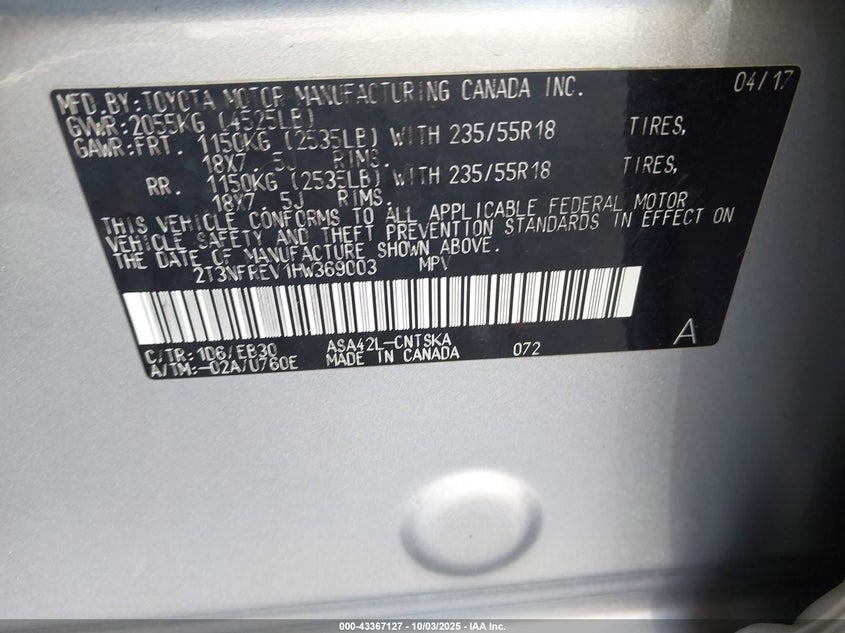 MFD.BY:TOYOTA MOTOR MANUFACTURING CANADA INC. 04/17
GVWR:2055KG (4525LB)
GAWR:FRT. 1150KG (2535LB) WITH 235/55R18 TIRES,
18X7 .5J RIMS.
RR. 1150KG (2535LB) WITH 235/55R18 TIRES,
18X7 .5J RIMS.
THIS VEHICLE CONFORMS TO ALL APPLICABLE FEDERAL MOTOR
VEHICLE SAFETY AND THEFT PREVENTION STANDARDS IN EFFECT ON
THE DATE OF MANUFACTURE SHOWN ABOVE.
2T3NFREV1HW369003 MPV
C/TR:1D6/EB30 ASA42L-CNTSKA 072 A
A/TM:-02A/U760E MADE IN CANADA
000-43367127 - 10/03/2025 - IAA Inc.